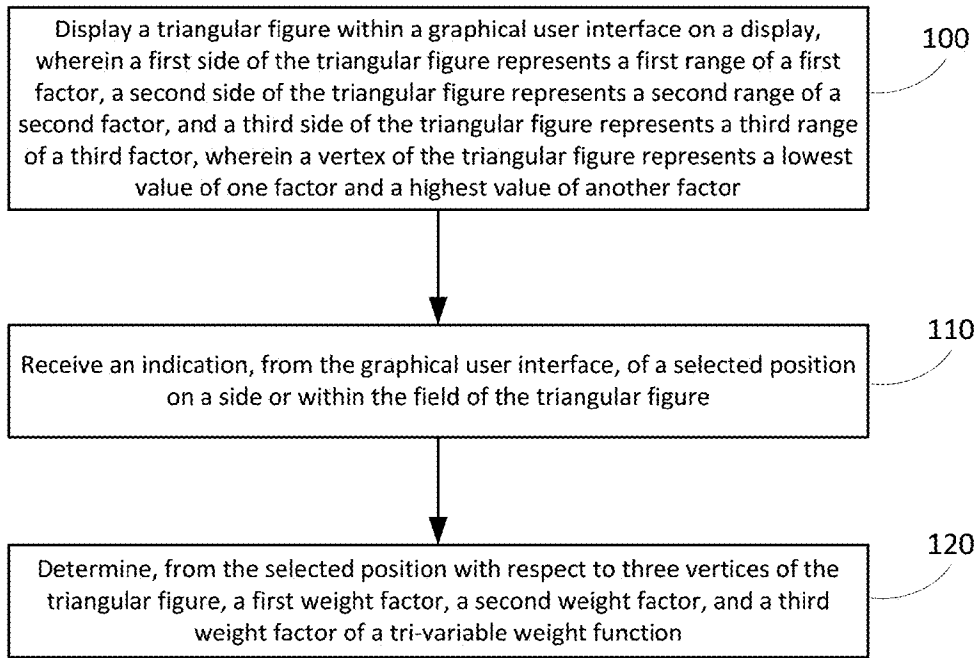 Display a triangular figure within a graphical user interface on a display,
wherein a first side of the triangular figure represents a first range of a first
factor, a second side of the triangular figure represents a second range of a
second factor, and a third side of the triangular figure represents a third range
of a third factor, wherein a vertex of the triangular figure represents a lowest
value of one factor and a highest value of another factor
100
Receive an indication, from the graphical user interface, of a selected position
on a side or within the field of the triangular figure
110
Determine, from the selected position with respect to three vertices of the
triangular figure, a first weight factor, a second weight factor, and a third
weight factor of a tri-variable weight function
120